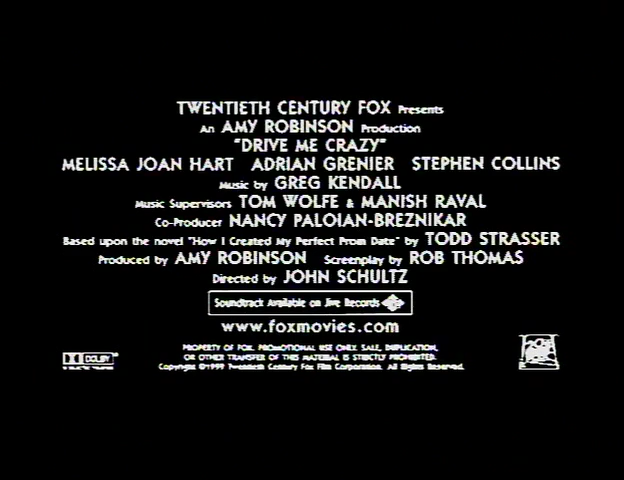 TWENTIETH CENTURY FOX Presents
An AMY ROBINSON Production
"DRIVE ME CRAZY"
MELISSA JOAN HART ADRIAN GRENIER STEPHEN COLLINS
Music by GREG KENDALL
Music Supervisors TOM WOLFE & MANISH RAVAL
Co-Producer NANCY PALOIAN-BREZNIKAR
Based upon the novel "How I Created My Perfect Prom Date" by TODD STRASSER
Produced by AMY ROBINSON Screenplay by ROB THOMAS
Directed by JOHN SCHULTZ
Soundtrack Available on Jive Records
www.foxmovies.com
PROPERTY OF FOX. PROMOTIONAL USE ONLY. SALE, DUPLICATION,
OR OTHER TRANSFER OF THIS MATERIAL IS STRICTLY PROHIBITED.
Copyright ©1999 Twentieth Century Fox Film Corporation. All Rights Reserved.
DOLBY